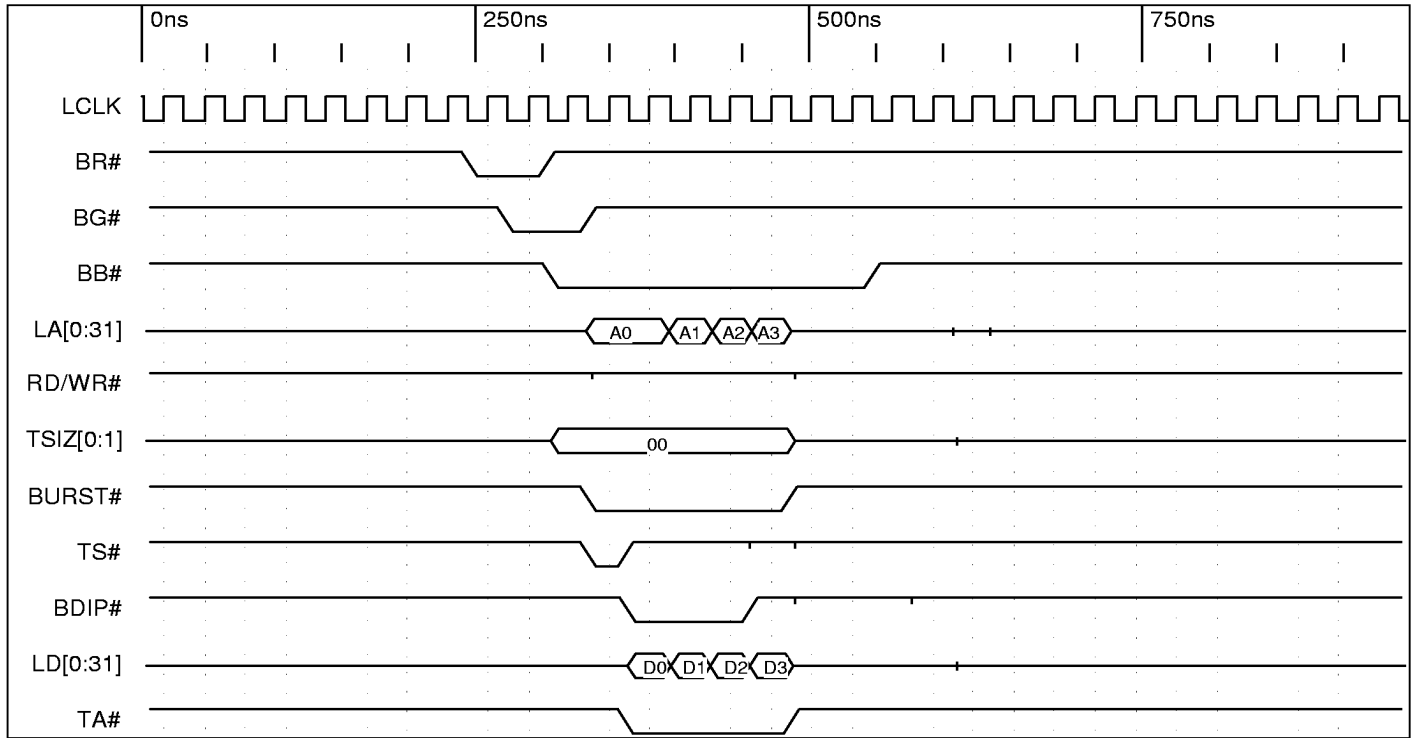 0ns 250ns 500ns 750ns
LCLK
BR#
BG#
BB#
LA[0:31] A0 A1 A2 A3
RD/WR#
TSIZ[0:1] 00
BURST#
TS#
BDIP#
LD[0:31] D0 D1 D2 D3
TA#